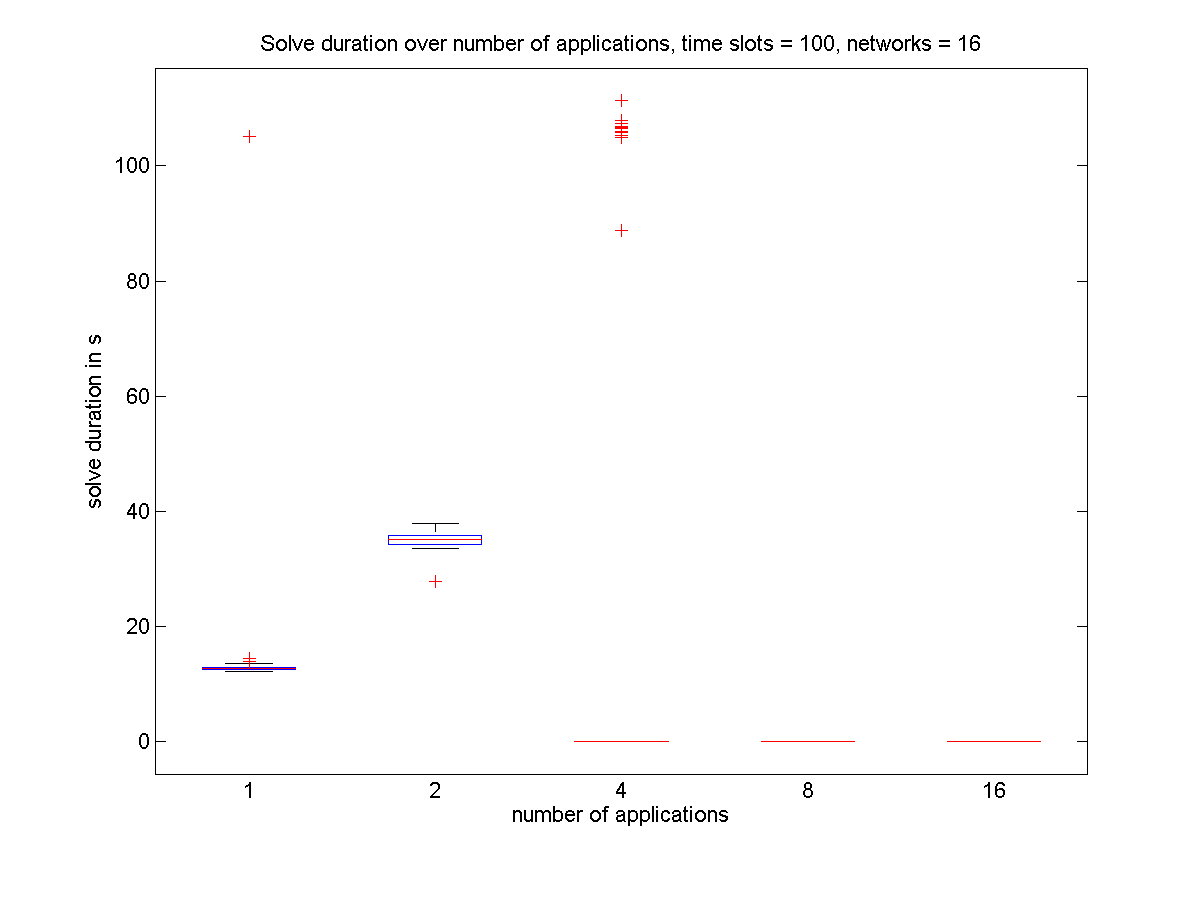 Solve duration over number of applications, time slots = 100, networks = 16
100
80
60
40
20
0
solve duration in s
1 2 4 8 16
number of applications